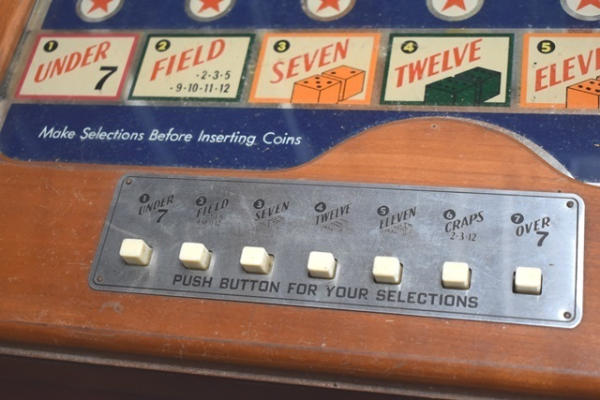 1 UNDER 7
2 FIELD
·2·3·5
·9·10·11·12
3 SEVEN
4 TWELVE
5 ELEV
Make Selections Before Inserting Coins
1 UNDER 7
2 FIELD
3 SEVEN
4 TWELVE
5 ELEVEN
6 CRAPS
2·3·12
7 OVER 7
PUSH BUTTON FOR YOUR SELECTIONS